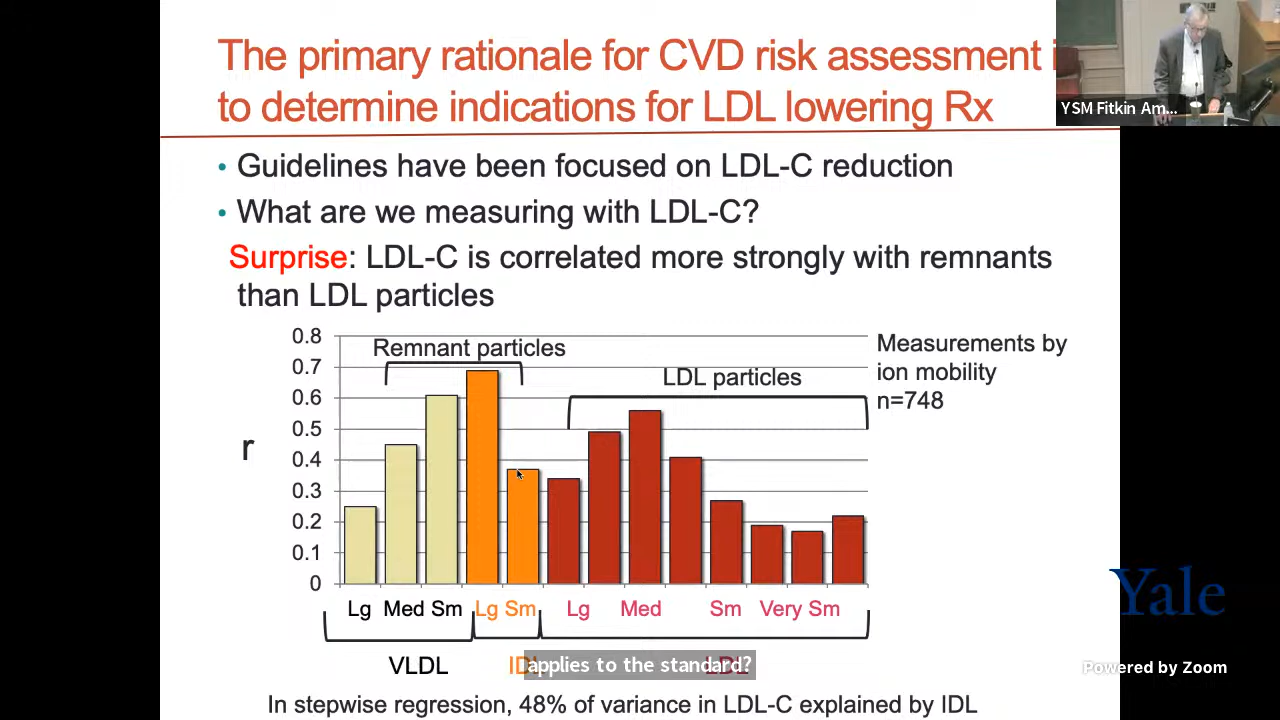 The primary rationale for CVD risk assessment i
to determine indications for LDL lowering Rx
YSM Fitkin Am...
• Guidelines have been focused on LDL-C reduction
• What are we measuring with LDL-C?
Surprise: LDL-C is correlated more strongly with remnants
than LDL particles
Measurements by
ion mobility
n=748
Remnant particles
LDL particles
r
0.8
0.7
0.6
0.5
0.4
0.3
0.2
0.1
0
Lg Med Sm Lg Sm Lg Med Sm Very Sm
VLDL
applies to the standard?
In stepwise regression, 48% of variance in LDL-C explained by IDL
Yale
Powered by Zoom